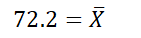 72.2 = X̅